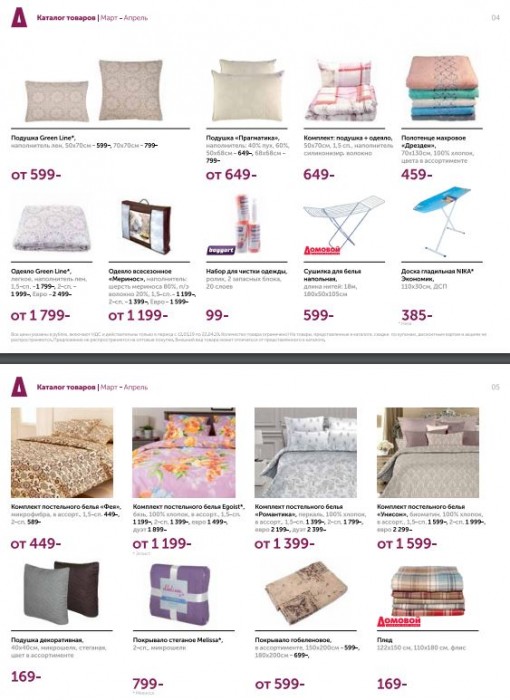 Каталог товаров | Март – Апрель
04
Подушка Green Line*,
наполнитель лен, 50х70см – 599-, 70х70см – 799-
от 599-
Подушка «Прагматика»,
наполнитель: 40% пух, 60%,
50х68см – 649-, 68х68см –
799-
от 649-
Комплект: подушка + одеяло,
50х70см, 1,5 сп., наполнитель
силиконизир. волокно
649-
Полотенце махровое
«Дрезден»,
70х130см, 100% хлопок,
цвета в ассортименте
459-
Одеяло Green Line*,
легкое, наполнитель лен,
1,5-сп. – 1 799-, 2-сп. –
1 999-, Евро – 2 499-
от 1 799-
Одеяло всесезонное
«Меринос», наполнитель:
шерсть мериноса 80%, п/э
волокно 20%, 1,5-сп. – 1 199-,
2-сп. – 1 399-, Евро – 1 599-
от 1 199-
heygart
Набор для чистки одежды,
ролик, 2 запасных блока,
20 слоев
99-
Домовой
Сушилка для белья
напольная,
длина нитей: 18м,
180х50х105см
599-
Доска гладильная NIKA*
Экономик,
110х30см, ДСП
385-
Каталог товаров | Март – Апрель
05
Комплект постельного белья «Фея»,
микрофибра, в ассорт., 1,5-сп. 449-,
2-сп. 589-
от 449-
Комплект постельного белья Egoist*,
бязь, 100% хлопок, в ассорт., 1,5-сп.
1 199-, 2-сп. – 1 399-, евро 1 499-,
дуэт 1 899-
от 1 199-
Комплект постельного белья
«Романтика», перкаль, 100% хлопок,
в ассорт., 1,5-сп. – 1 399-, 2-сп. – 1 799-,
евро 2 199-, дуэт 2 399-
от 1 399-
Комплект постельного белья
«Унисон», биоматин, 100% хлопок,
в ассорт., 1,5-сп. – 1 599-, 2-сп. – 1 999-,
евро – 2 299-
от 1 599-
Подушка декоративная,
40х40см, микрошелк, стеганая,
цвет в ассортименте
169-
Покрывало стеганое Melissa*,
2-сп., микрошелк
799-
Покрывало гобеленовое,
в ассортименте, 150х200см – 599-,
180х200см – 699-,
от 599-
Домовой
Плед
122х150 см, 110х180 см, флис
169-